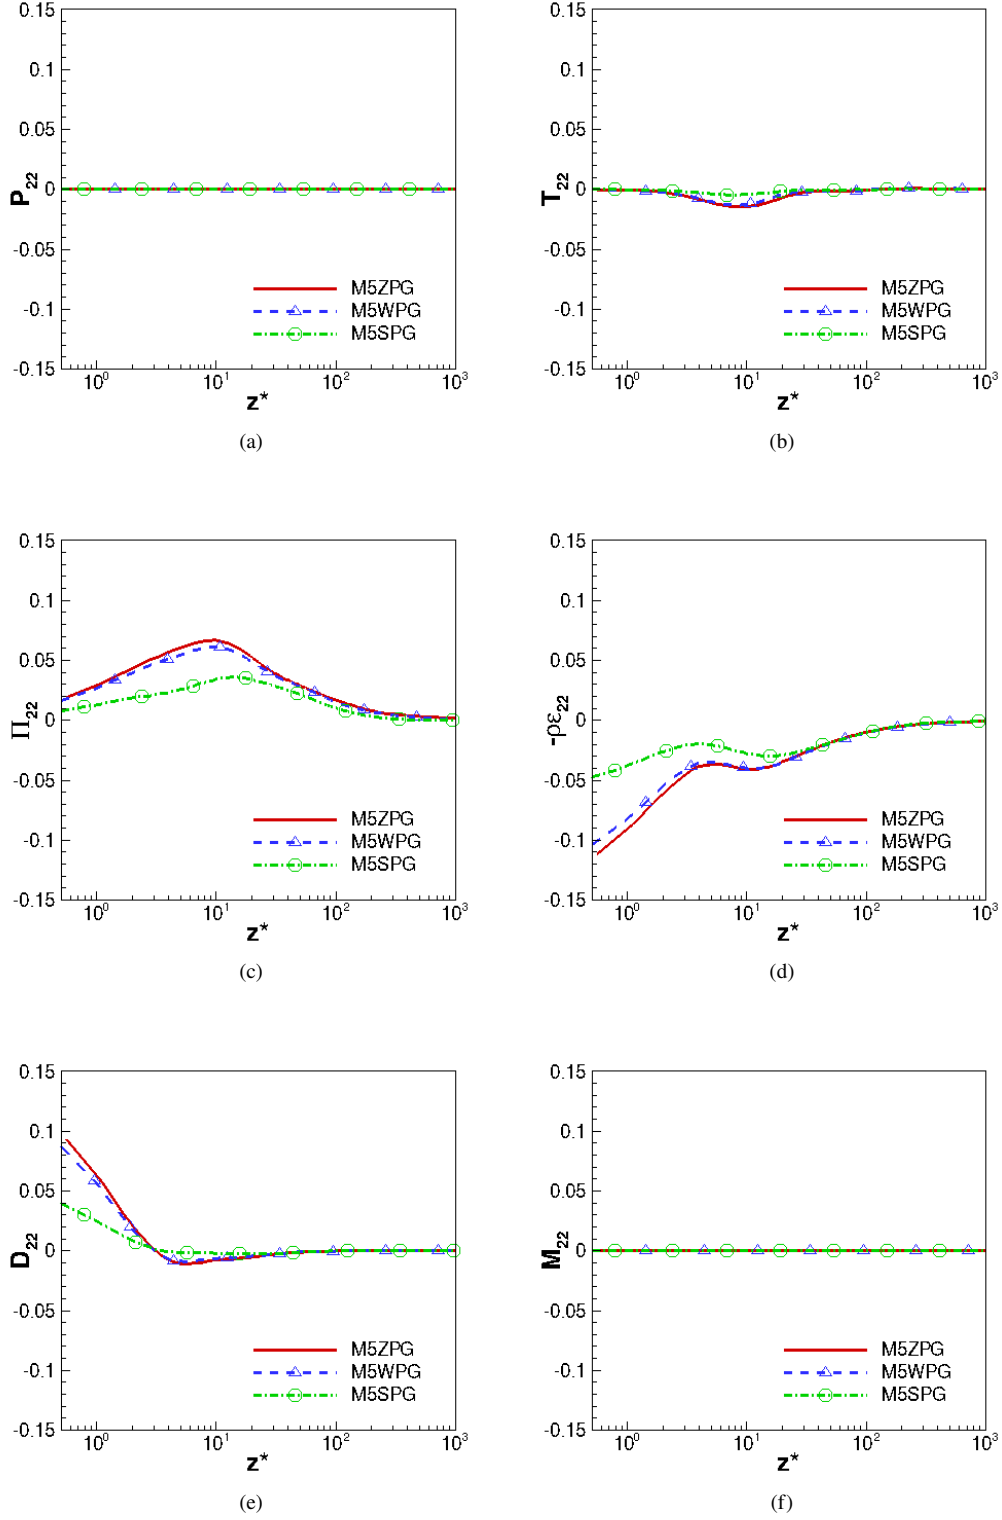 0.15
0.1
0.05
0
-0.05
-0.1
-0.15
P22
M5ZPG
M5WPG
M5SPG
10^0 10^1 10^2 10^3
z*
(a)
0.15
0.1
0.05
0
-0.05
-0.1
-0.15
T22
M5ZPG
M5WPG
M5SPG
10^0 10^1 10^2 10^3
z*
(b)
0.15
0.1
0.05
0
-0.05
-0.1
-0.15
Π22
M5ZPG
M5WPG
M5SPG
10^0 10^1 10^2 10^3
z*
(c)
0.15
0.1
0.05
0
-0.05
-0.1
-0.15
-ρε22
M5ZPG
M5WPG
M5SPG
10^0 10^1 10^2 10^3
z*
(d)
0.15
0.1
0.05
0
-0.05
-0.1
-0.15
D22
M5ZPG
M5WPG
M5SPG
10^0 10^1 10^2 10^3
z*
(e)
0.15
0.1
0.05
0
-0.05
-0.1
-0.15
M22
M5ZPG
M5WPG
M5SPG
10^0 10^1 10^2 10^3
z*
(f)